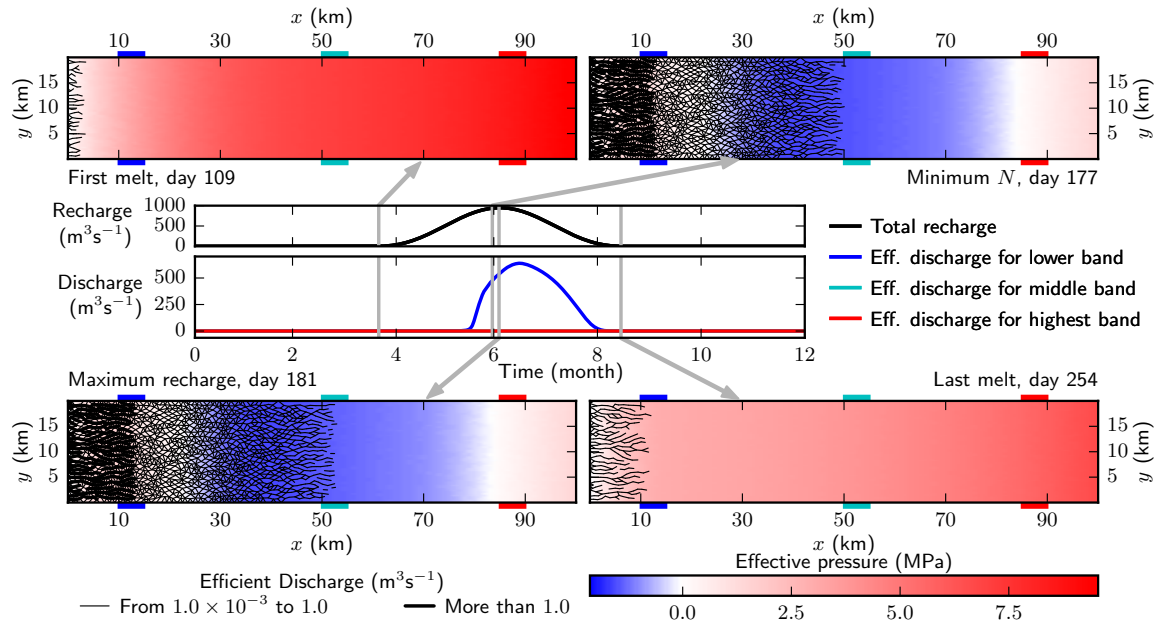 x (km)
x (km)
10 30 50 70 90
10 30 50 70 90
y (km)
15
10
5
15
10
5
y (km)
First melt, day 109
Minimum N, day 177
Recharge
(m³s⁻¹)
1000
500
0
Discharge
(m³s⁻¹)
500
250
0
0 2 4 6 8 10 12
Time (month)
Total recharge
Eff. discharge for lower band
Eff. discharge for middle band
Eff. discharge for highest band
Maximum recharge, day 181
Last melt, day 254
y (km)
15
10
5
15
10
5
y (km)
10 30 50 70 90
10 30 50 70 90
x (km)
x (km)
Efficient Discharge (m³s⁻¹)
From 1.0 × 10⁻³ to 1.0
More than 1.0
Effective pressure (MPa)
0.0 2.5 5.0 7.5